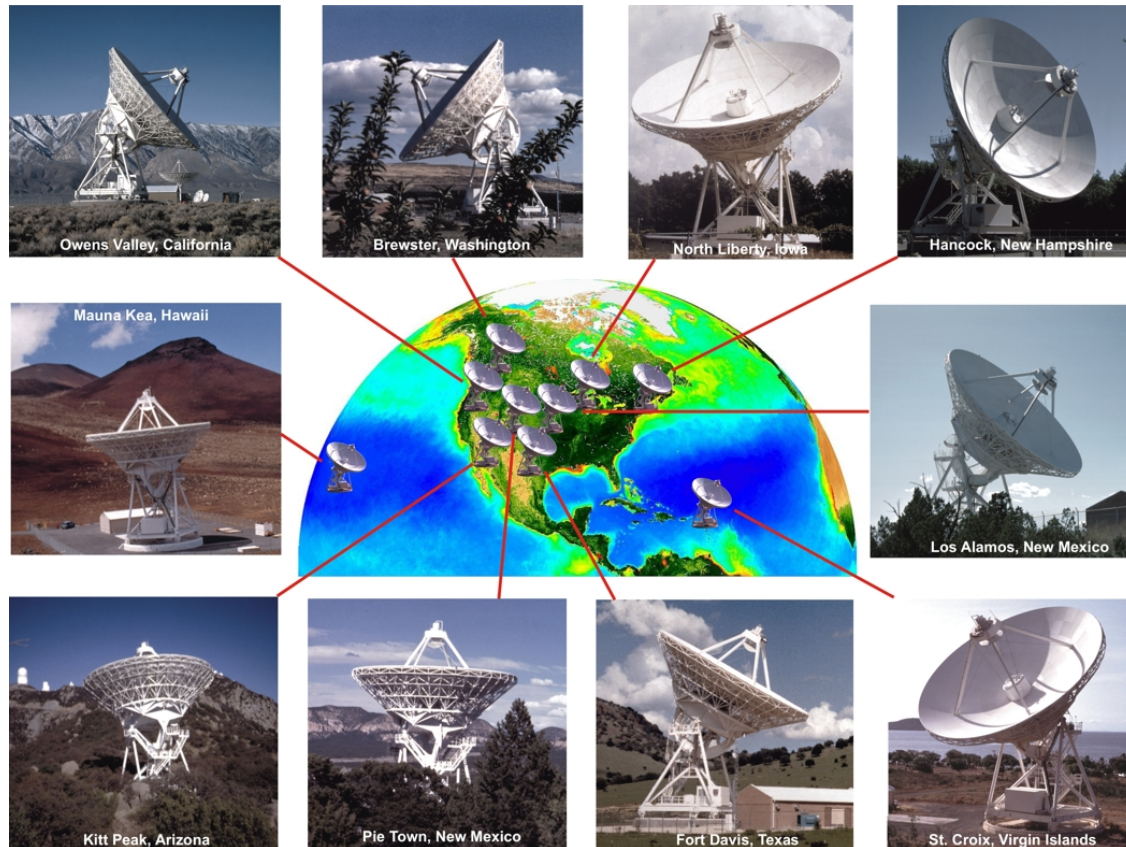 Owens Valley, California
Brewster, Washington
North Liberty, Iowa
Hancock, New Hampshire
Mauna Kea, Hawaii
Los Alamos, New Mexico
Kitt Peak, Arizona
Pie Town, New Mexico
Fort Davis, Texas
St. Croix, Virgin Islands